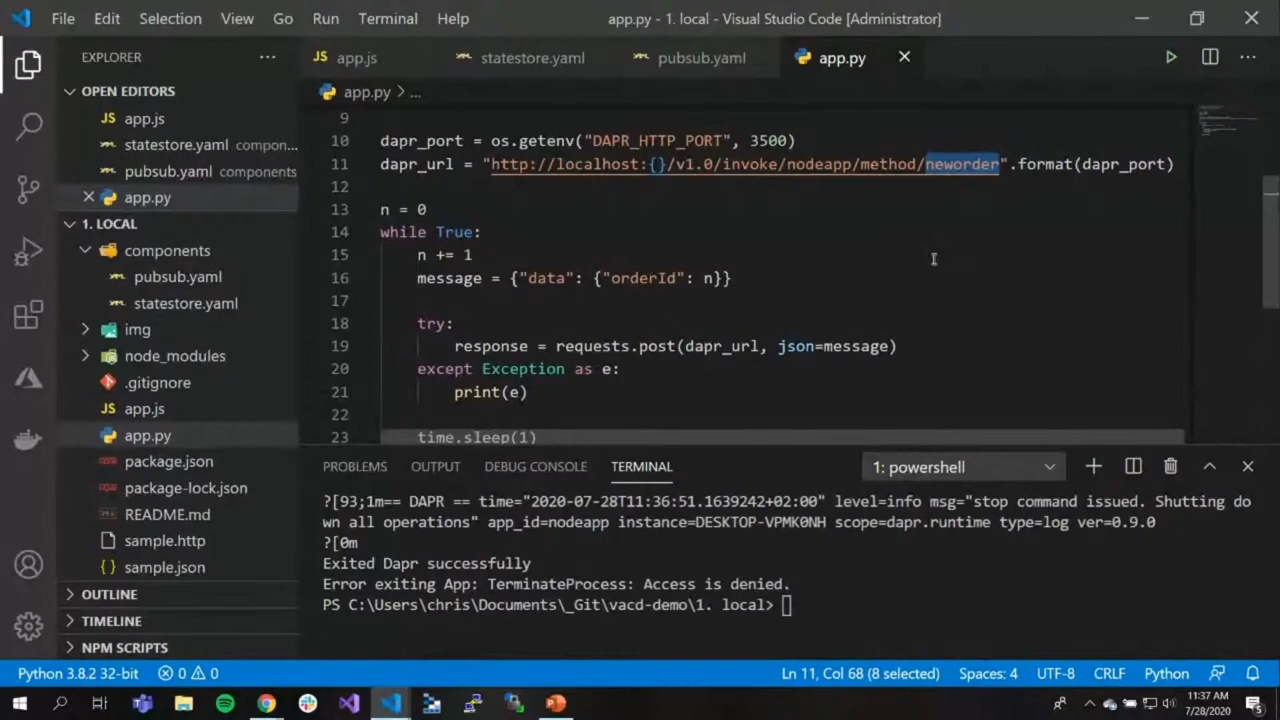 File Edit Selection View Go Run Terminal Help app.py - 1. local - Visual Studio Code [Administrator]
EXPLORER
JS app.js statestore.yaml pubsub.yaml app.py
OPEN EDITORS
JS app.js
statestore.yaml compon...
pubsub.yaml components
app.py
1. LOCAL
components
pubsub.yaml
statestore.yaml
img
node_modules
.gitignore
JS app.js
app.py
package.json
package-lock.json
README.md
sample.http
{} sample.json
OUTLINE
TIMELINE
NPM SCRIPTS
app.py > ...
9
10 dapr_port = os.getenv("DAPR_HTTP_PORT", 3500)
11 dapr_url = "http://localhost:{}/v1.0/invoke/nodeapp/method/neworder".format(dapr_port)
12
13 n = 0
14 while True:
15 n += 1
16 message = {"data": {"orderId": n}}
17
18 try:
19 response = requests.post(dapr_url, json=message)
20 except Exception as e:
21 print(e)
22
23 time.sleep(1)
PROBLEMS OUTPUT DEBUG CONSOLE TERMINAL 1: powershell
?[93;1m== DAPR == time="2020-07-28T11:36:51.1639242+02:00" level=info msg="stop command issued. Shutting do
wn all operations" app_id=nodeapp instance=DESKTOP-VPMK0NH scope=dapr.runtime type=log ver=0.9.0
?[0m
Exited Dapr successfully
Error exiting App: TerminateProcess: Access is denied.
PS C:\Users\chris\Documents\_Git\vacd-demo\1. local>
Python 3.8.2 32-bit 0 0 Ln 11, Col 68 (8 selected) Spaces: 4 UTF-8 CRLF Python
11:37 AM
7/28/2020
5